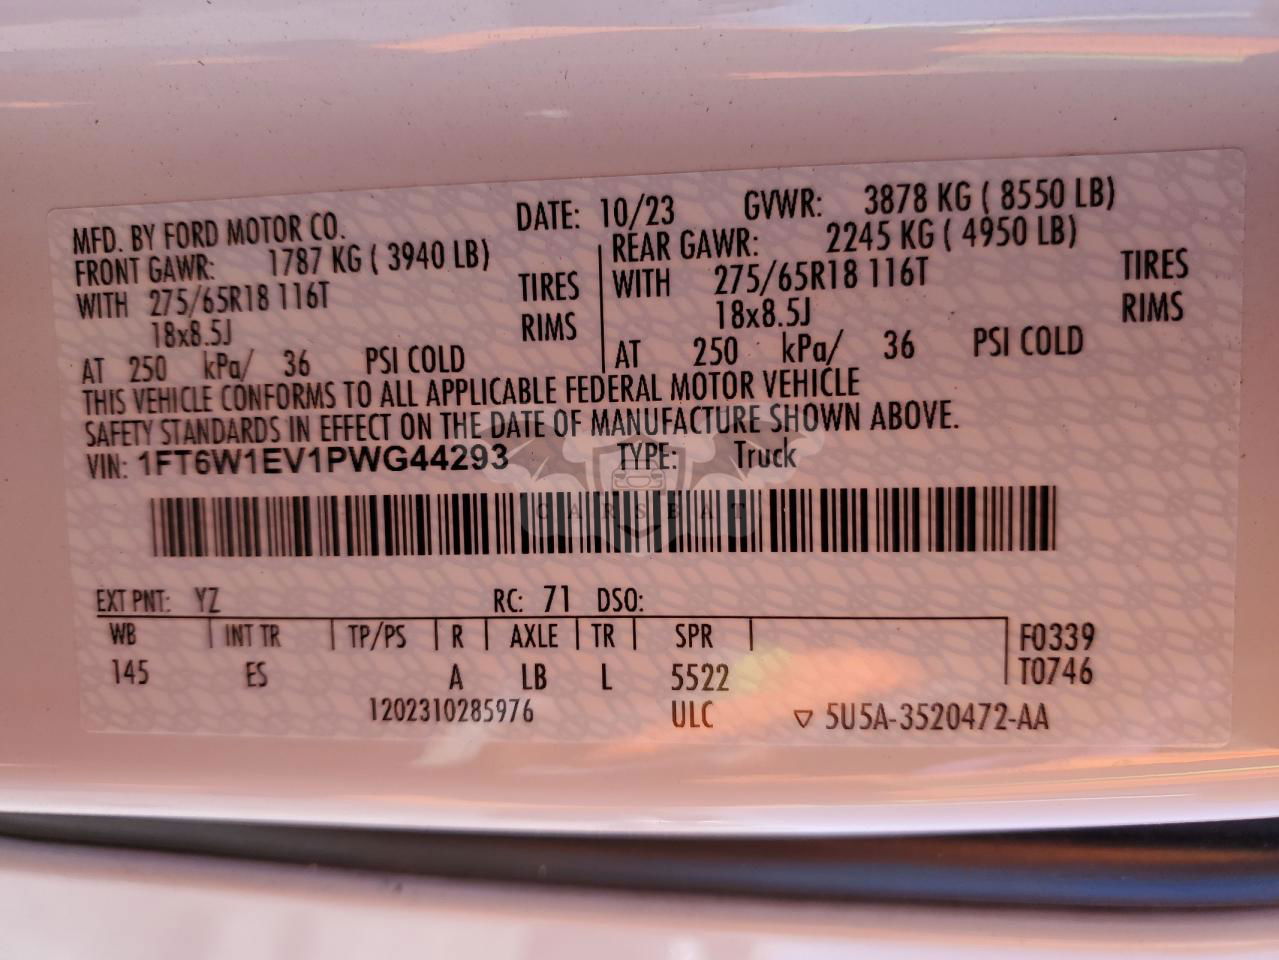 MFD. BY FORD MOTOR CO. DATE: 10/23 GVWR: 3878 KG ( 8550 LB)
FRONT GAWR: 1787 KG ( 3940 LB) REAR GAWR: 2245 KG ( 4950 LB)
WITH 275/65R18 116T TIRES WITH 275/65R18 116T TIRES
18x8.5J RIMS 18x8.5J RIMS
AT 250 kPa/ 36 PSI COLD AT 250 kPa/ 36 PSI COLD
THIS VEHICLE CONFORMS TO ALL APPLICABLE FEDERAL MOTOR VEHICLE
SAFETY STANDARDS IN EFFECT ON THE DATE OF MANUFACTURE SHOWN ABOVE.
VIN: 1FT6W1EV1PWG44293 TYPE: Truck
CARSBAT
EXT PNT: YZ RC: 71 DSO:
WB INT TR TP/PS R AXLE TR SPR F0339
145 ES A LB L 5522 T0746
1202310285976 ULC ▽ 5U5A-3520472-AA